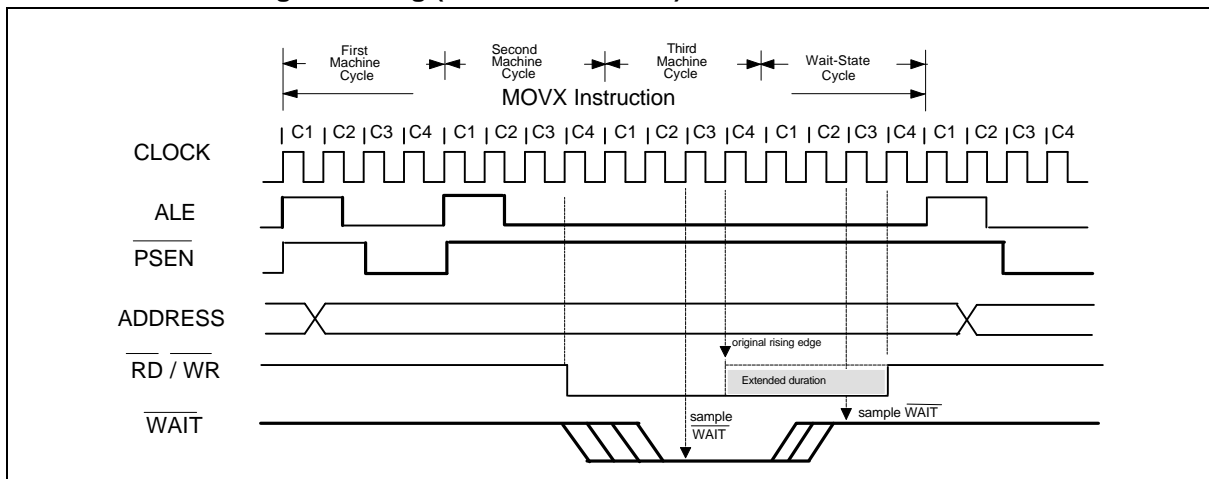 First
Machine
Cycle
Second
Machine
Cycle
Third
Machine
Cycle
Wait-State
Cycle
MOVX Instruction
C1 C2 C3 C4 C1 C2 C3 C4 C1 C2 C3 C4 C1 C2 C3 C4 C1 C2 C3 C4
CLOCK
ALE
PSEN
ADDRESS
original rising edge
RD / WR
Extended duration
WAIT
sample
WAIT
sample WAIT